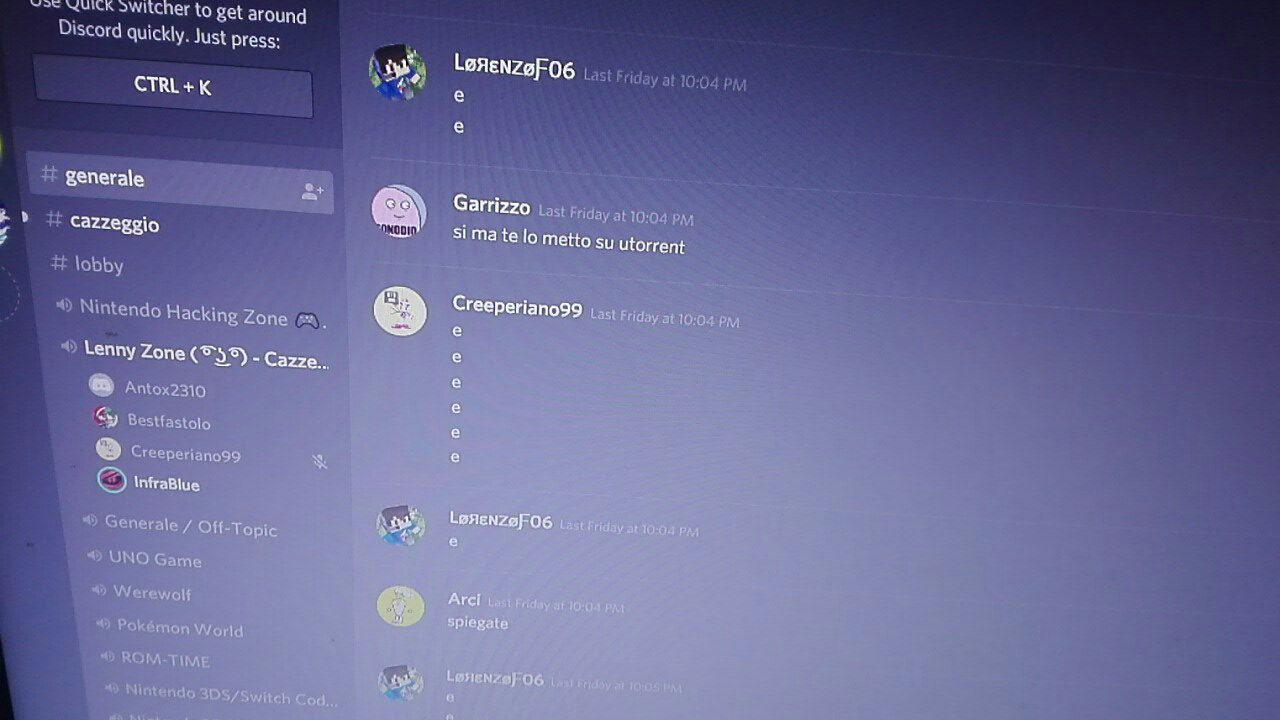 Use Quick Switcher to get around
Discord quickly. Just press:
CTRL + K
# generale
# cazzeggio
# lobby
Nintendo Hacking Zone 🎮.
Lenny Zone ( ͡° ͜ʖ ͡°) - Cazze...
Antox2310
Bestfastolo
Creeperiano99
InfraBlue
Generale / Off-Topic
UNO Game
Werewolf
Pokémon World
ROM-TIME
Nintendo 3DS/Switch Cod...
LøЯεNZøƑ06 Last Friday at 10:04 PM
e
e
Garrizzo Last Friday at 10:04 PM
si ma te lo metto su utorrent
Creeperiano99 Last Friday at 10:04 PM
e
e
e
e
e
e
LøЯεNZøƑ06 Last Friday at 10:04 PM
e
Arci Last Friday at 10:04 PM
spiegate
LøЯεNZøƑ06 Last Friday at 10:05 PM
e
e